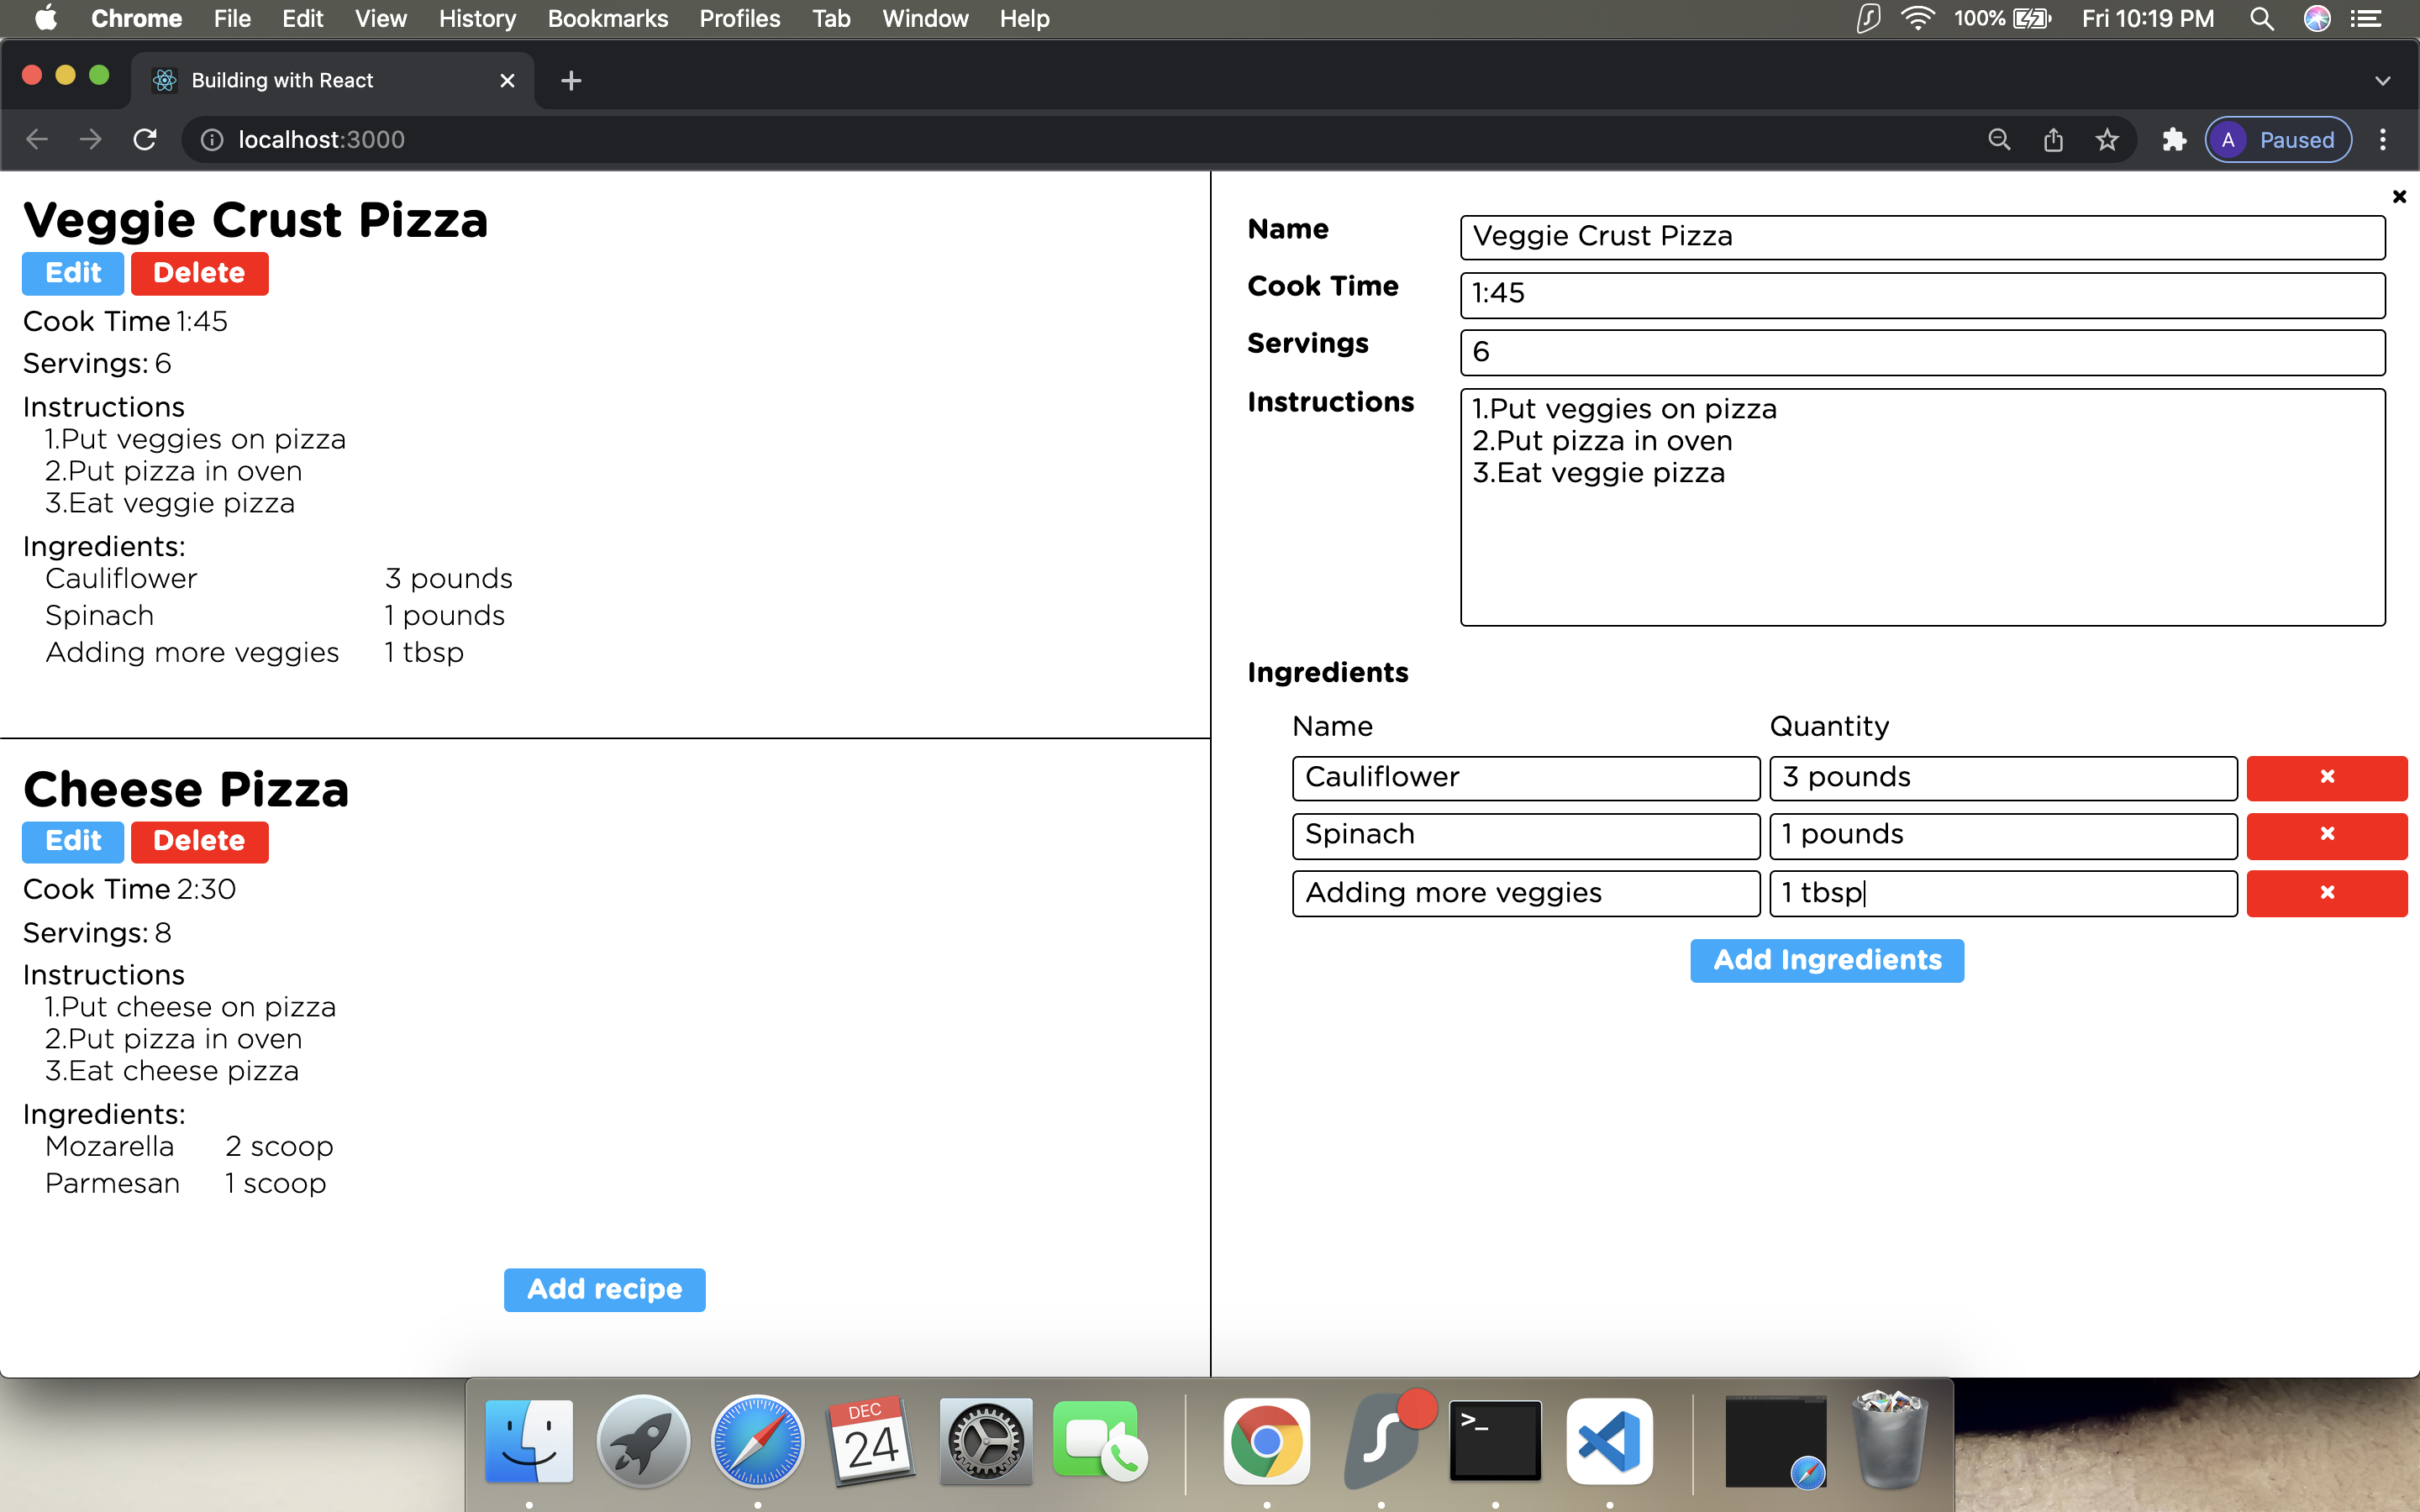 Chrome File Edit View History Bookmarks Profiles Tab Window Help 100% Fri 10:19 PM
Building with React
localhost:3000
A Paused
Veggie Crust Pizza
Edit Delete
Cook Time 1:45
Servings: 6
Instructions
1.Put veggies on pizza
2.Put pizza in oven
3.Eat veggie pizza
Ingredients:
Cauliflower 3 pounds
Spinach 1 pounds
Adding more veggies 1 tbsp
Cheese Pizza
Edit Delete
Cook Time 2:30
Servings: 8
Instructions
1.Put cheese on pizza
2.Put pizza in oven
3.Eat cheese pizza
Ingredients:
Mozarella 2 scoop
Parmesan 1 scoop
Add recipe
Name Veggie Crust Pizza
Cook Time 1:45
Servings 6
Instructions 1.Put veggies on pizza
2.Put pizza in oven
3.Eat veggie pizza
Ingredients
Name Quantity
Cauliflower 3 pounds
Spinach 1 pounds
Adding more veggies 1 tbsp
Add Ingredients
DEC
24
>_